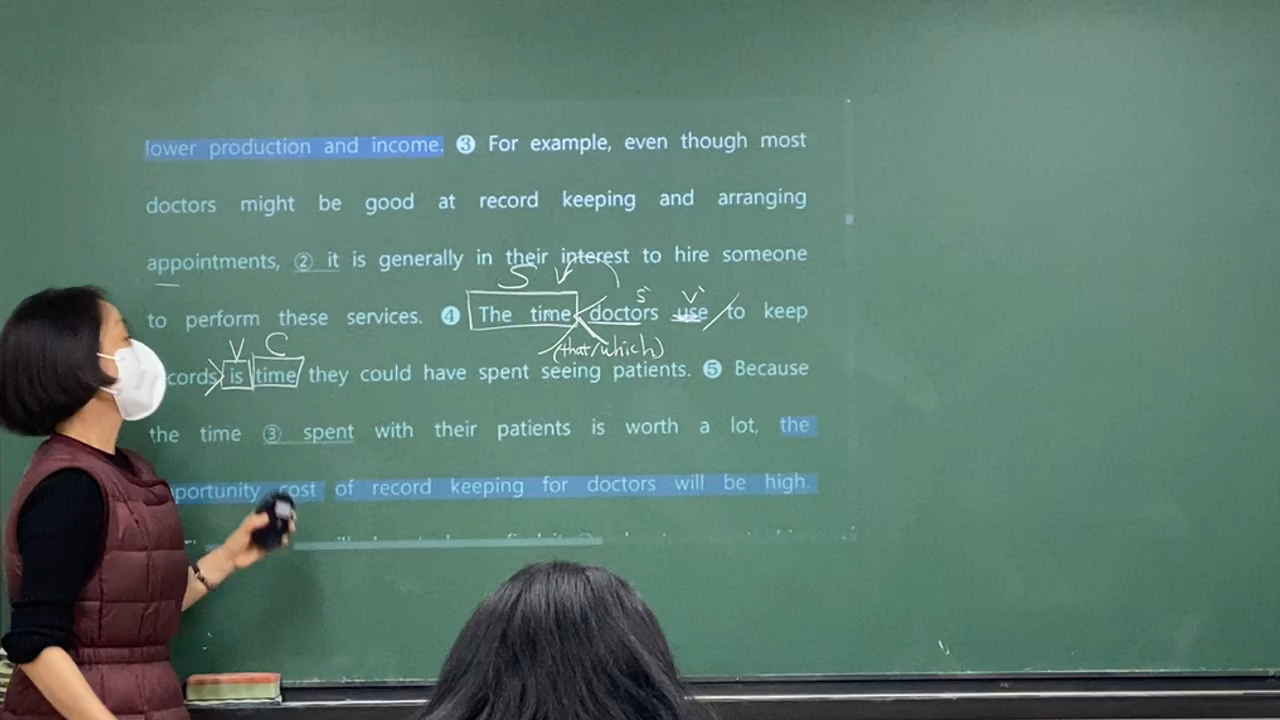 lower production and income. ❸ For example, even though most
doctors might be good at record keeping and arranging
appointments, ② it is generally in their interest to hire someone
S V
s` v`
to perform these services. ❹ The time doctors use to keep
(that/which)
V C
cords is time they could have spent seeing patients. ❺ Because
the time ③ spent with their patients is worth a lot, the
pportunity cost of record keeping for doctors will be high.